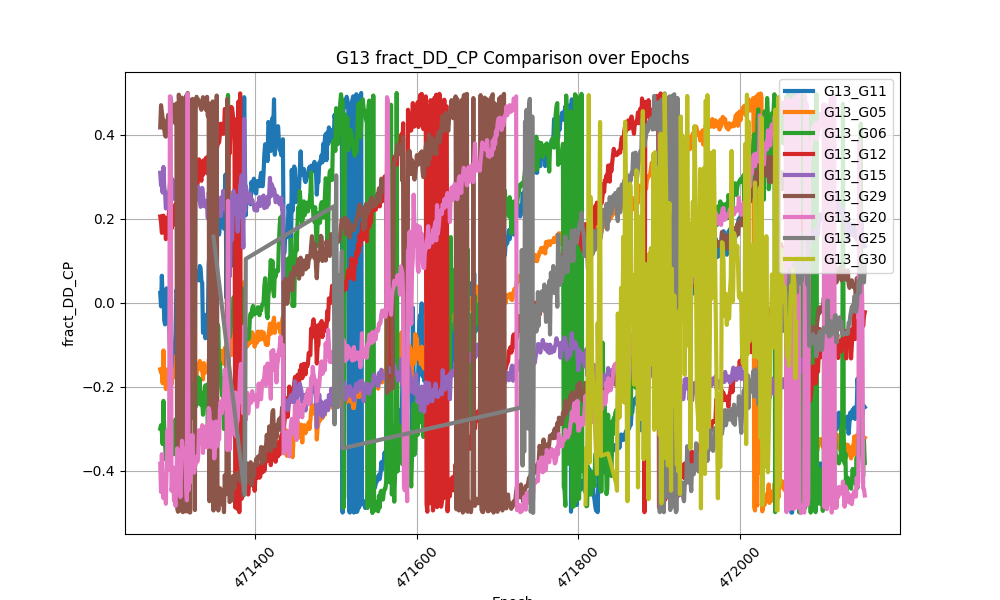 G13 fract_DD_CP Comparison over Epochs
fract_DD_CP
0.4
0.2
0.0
−0.2
−0.4
471400
471600
471800
472000
Epoch
G13_G11
G13_G05
G13_G06
G13_G12
G13_G15
G13_G29
G13_G20
G13_G25
G13_G30